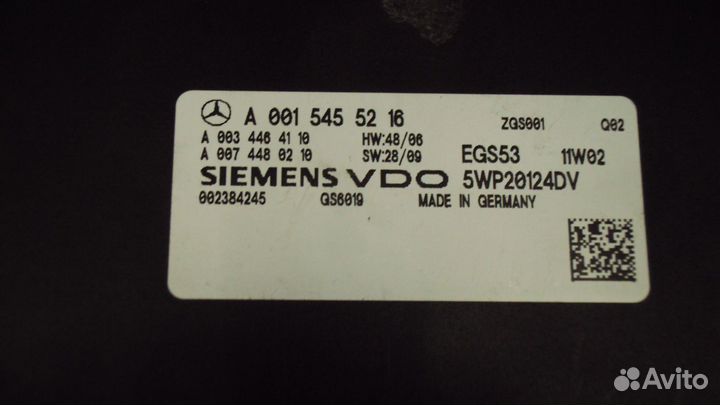 A 001 545 52 16 ZGS001 Q02
A 003 446 41 10 HW:48/06
A 007 448 02 10 SW:28/09 EGS53 11W02
SIEMENS VDO 5WP20124DV
002384245 GS6019 MADE IN GERMANY
Avito